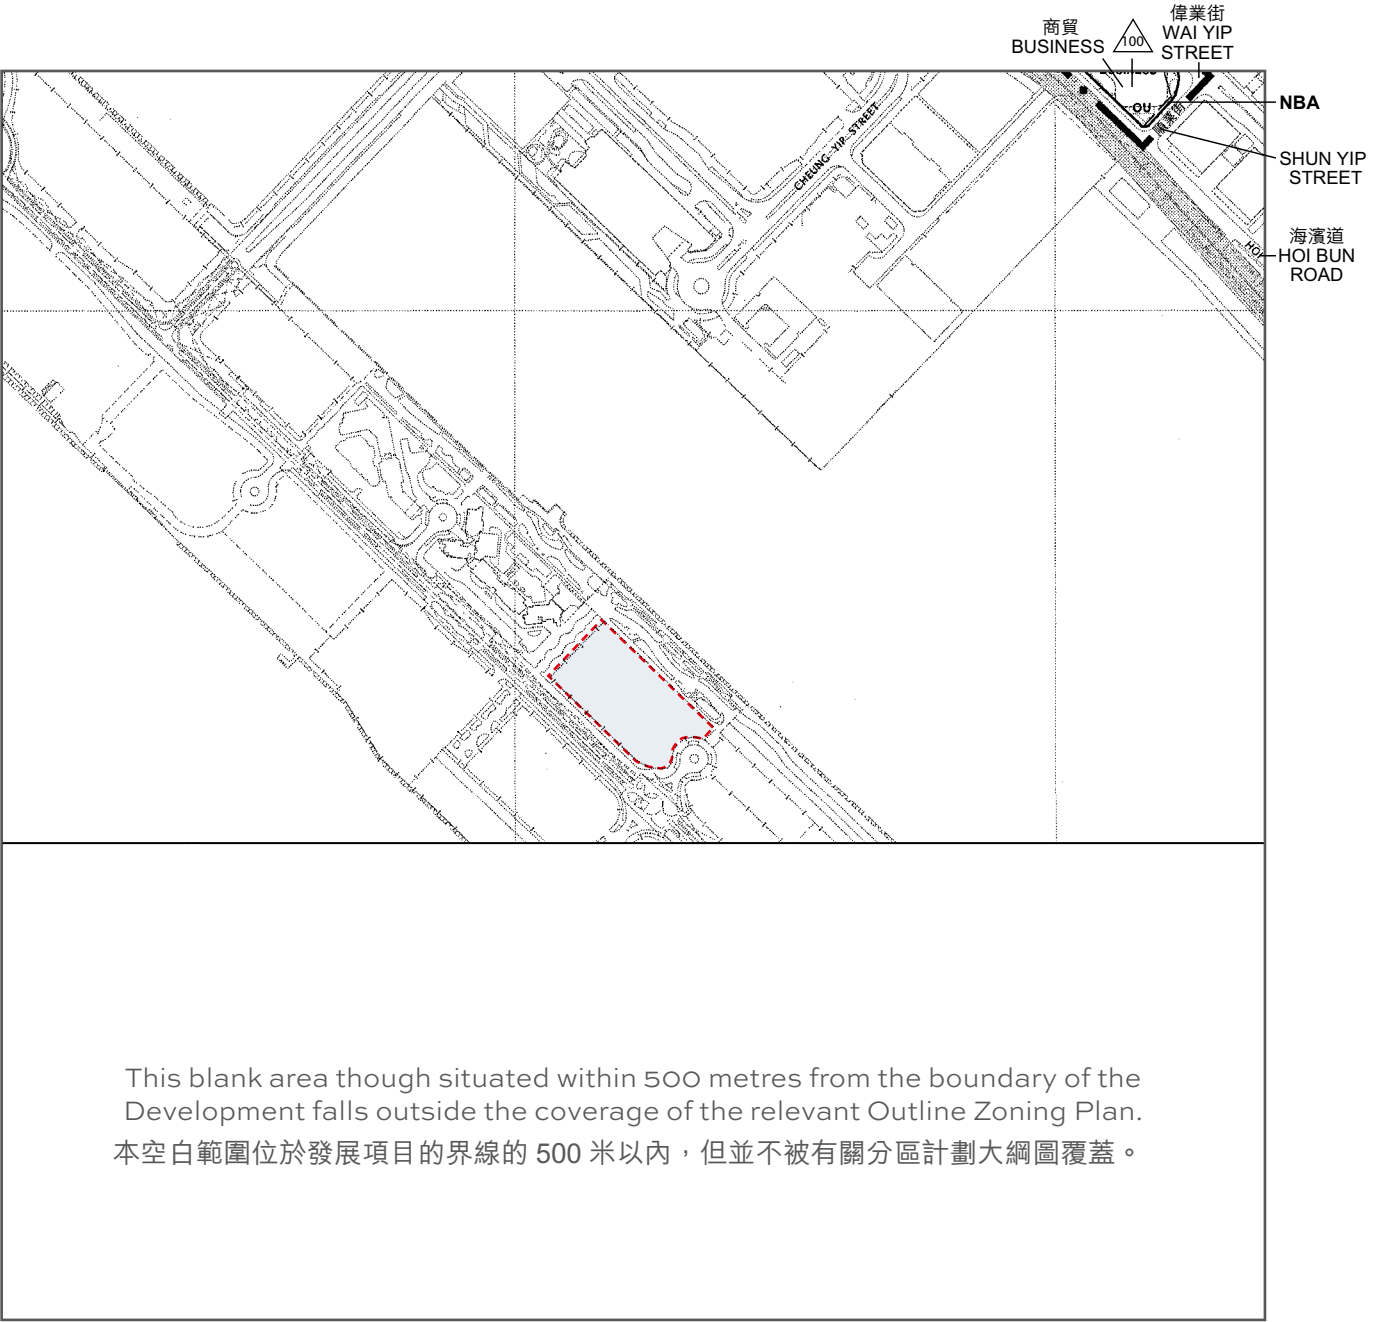 商貿
BUSINESS
100
偉業街
WAI YIP
STREET
BUSINESS
OU
NBA
SHUN YIP
STREET
CHEUNG YIP STREET
海濱道
HOI BUN
ROAD
HOI
This blank area though situated within 500 metres from the boundary of the
Development falls outside the coverage of the relevant Outline Zoning Plan.
本空白範圍位於發展項目的界線的 500 米以內，但並不被有關分區計劃大綱圖覆蓋。